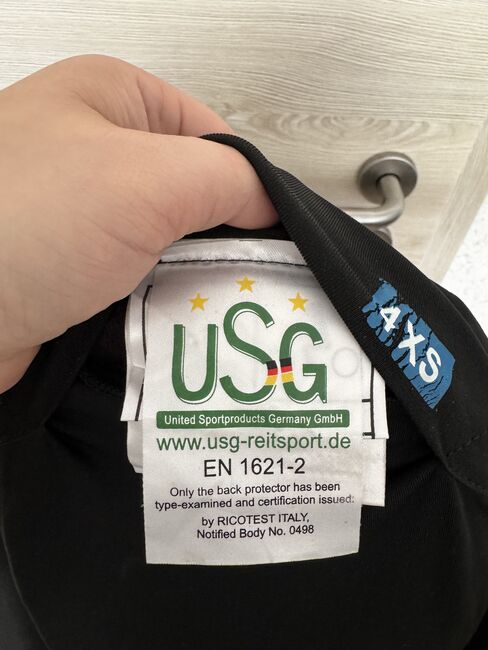 USG
United Sportproducts Germany GmbH
www.usg-reitsport.de
EN 1621-2
Only the back protector has been
type-examined and certification issued:
by RICOTEST ITALY,
Notified Body No. 0498
4XS